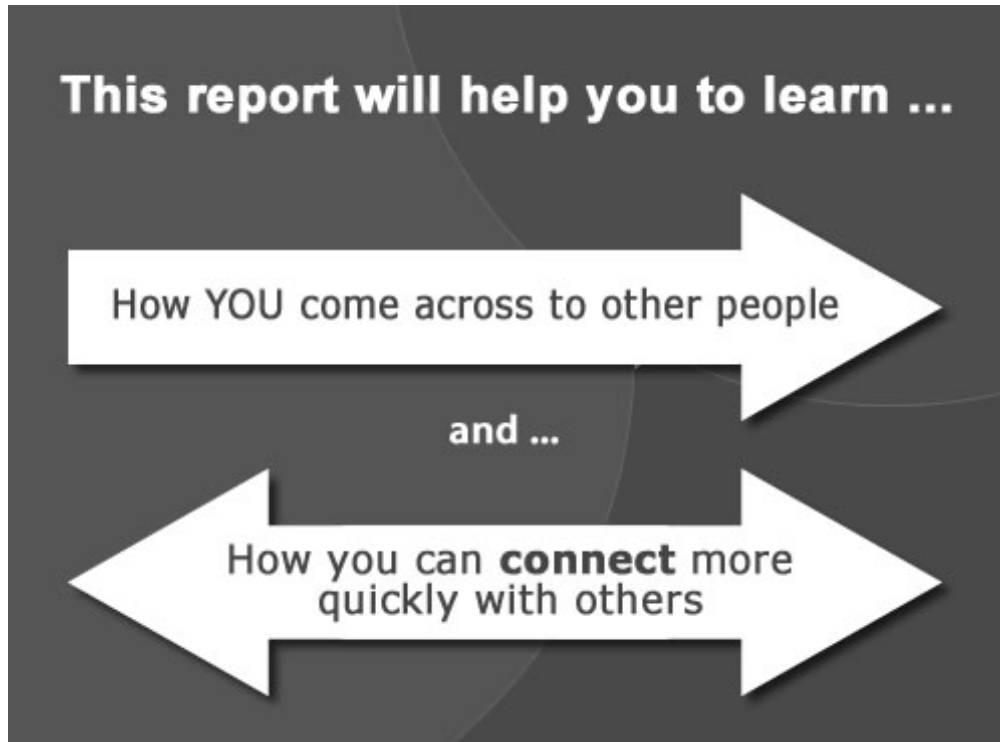 This report will help you to learn ...
How YOU come across to other people
and ...
How you can connect more
quickly with others